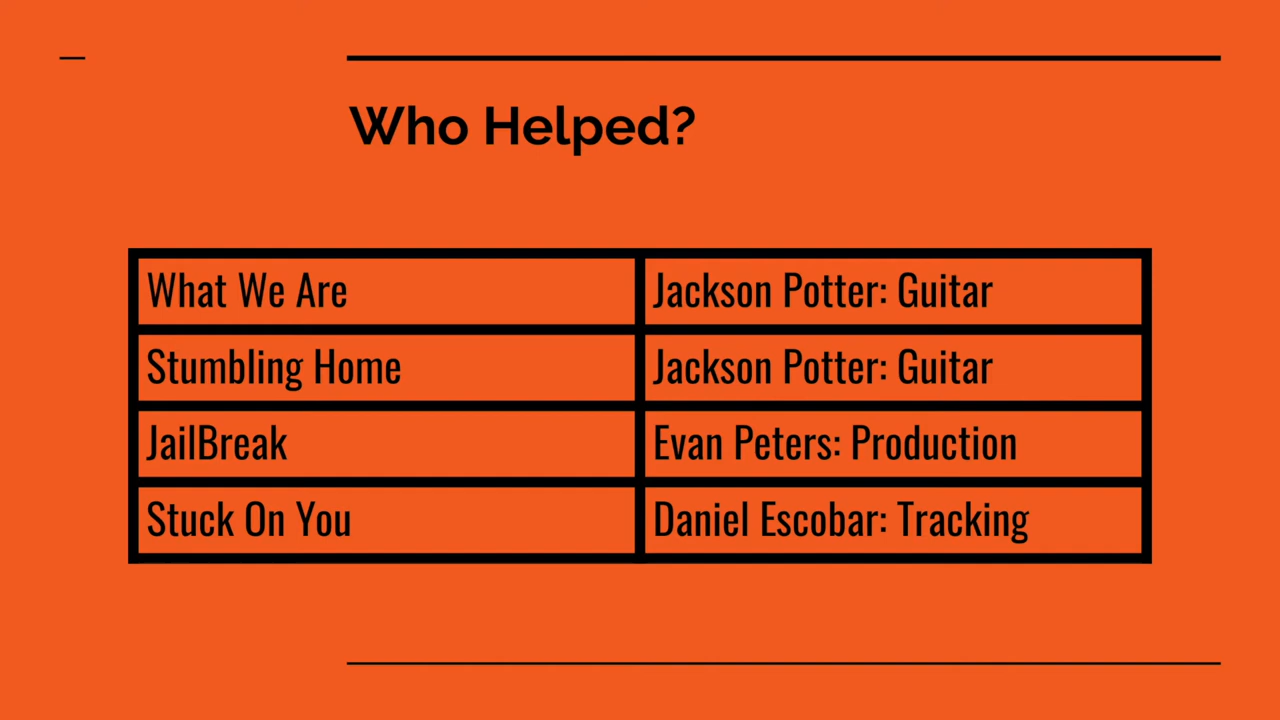 Who Helped?
What We Are
Jackson Potter: Guitar
Stumbling Home
Jackson Potter: Guitar
JailBreak
Evan Peters: Production
Stuck On You
Daniel Escobar: Tracking